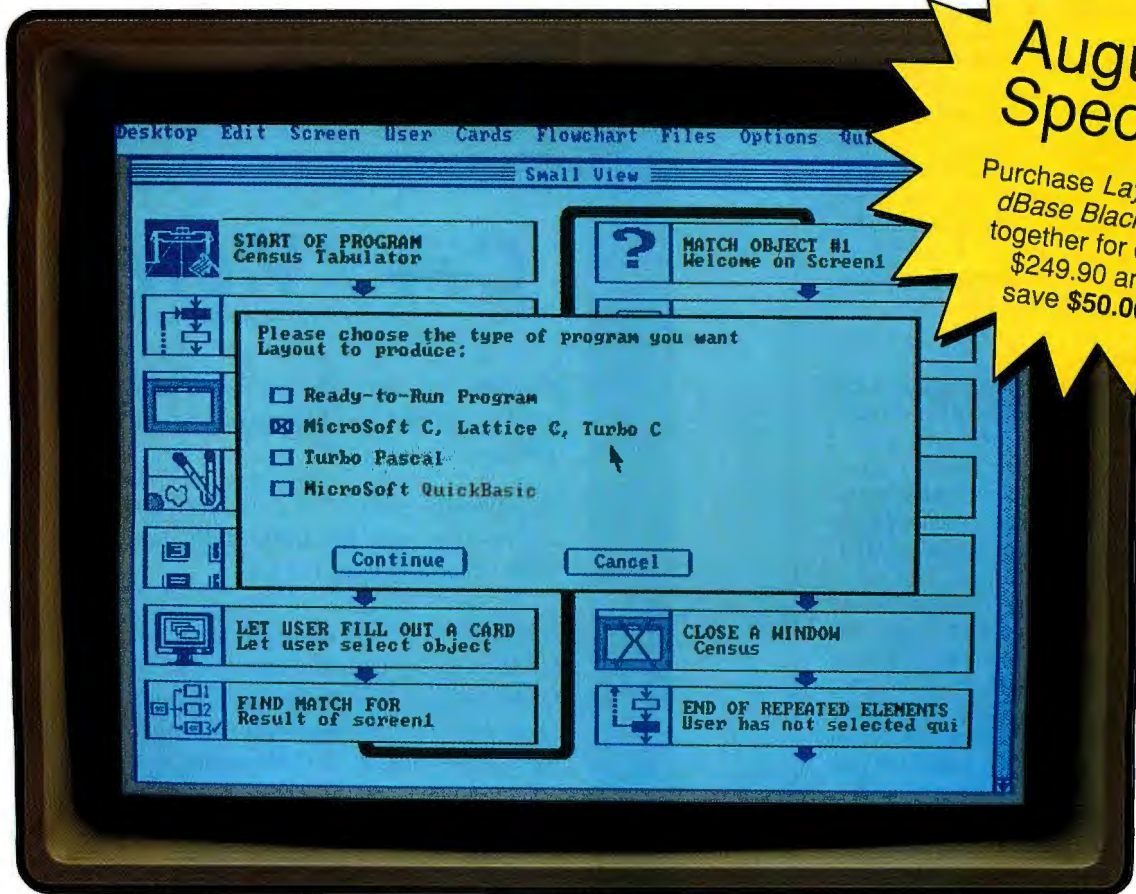 Desktop Edit Screen User Cards Flowchart Files Options
Small View
START OF PROGRAM
Census Tabulator
MATCH OBJECT #1
Welcome on Screen1
Please choose the type of program you want
Layout to produce:
Ready-to-Run Program
MicroSoft C, Lattice C, Turbo C
Turbo Pascal
MicroSoft QuickBasic
Continue
Cancel
LET USER FILL OUT A CARD
Let user select object
CLOSE A WINDOW
Census
FIND MATCH FOR
Result of screen1
END OF REPEATED ELEMENTS
User has not selected qui
Purchase
dBase
together for
$249.90
save $50.00